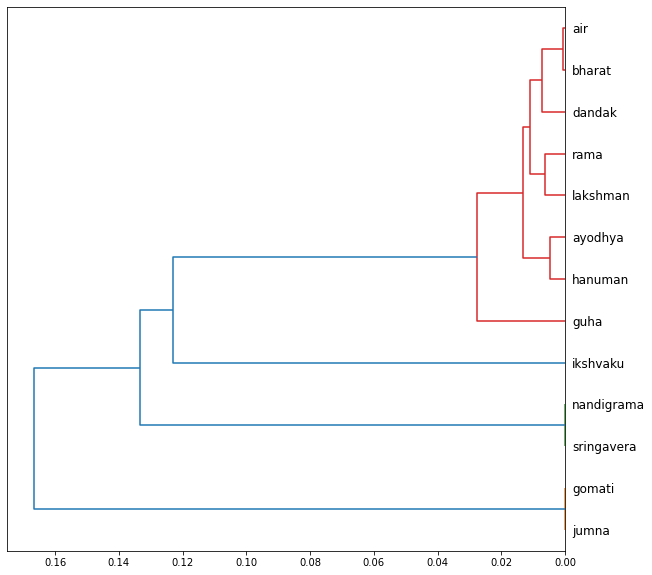 air
bharat
dandak
rama
lakshman
ayodhya
hanuman
guha
ikshvaku
nandigrama
sringavera
gomati
jumna
0.16 0.14 0.12 0.10 0.08 0.06 0.04 0.02 0.00